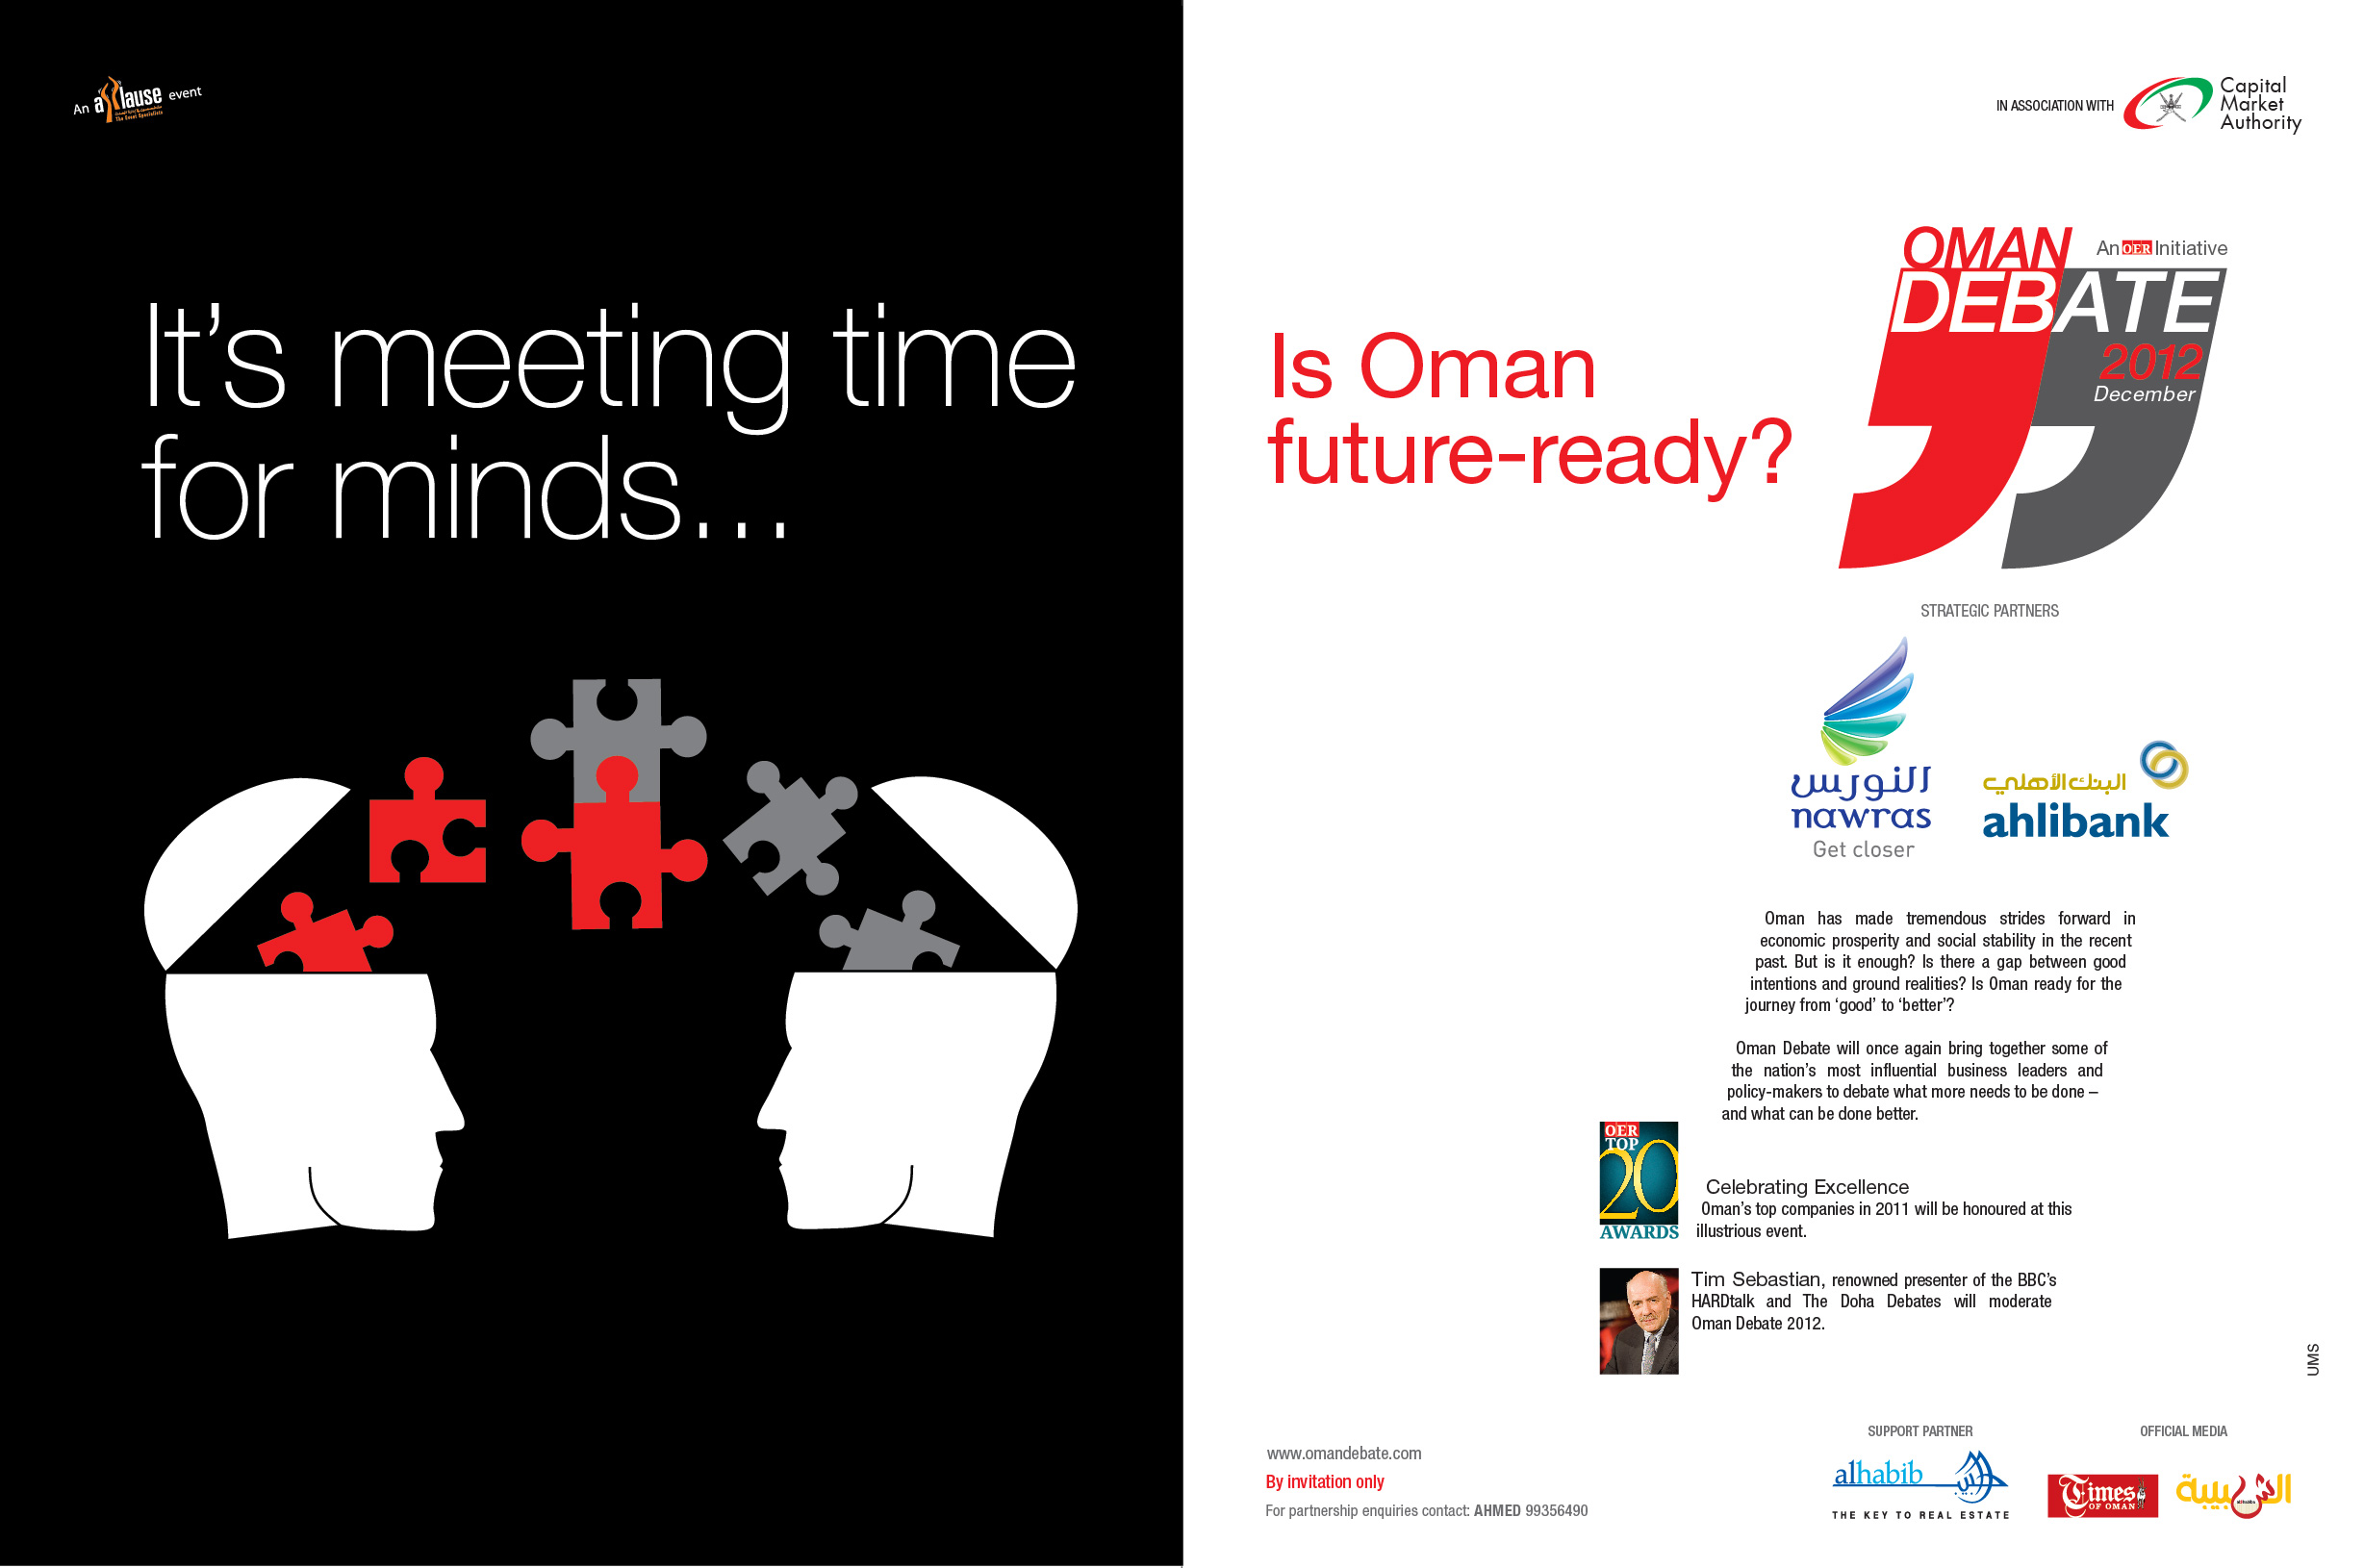 An applause event
The Event Specialists
It’s meeting time
for minds...
IN ASSOCIATION WITH
Capital
Market
Authority
OMAN
An OER Initiative
DEBATE
2012
December
Is Oman
future-ready?
STRATEGIC PARTNERS
النورس
nawras
Get closer
البنك الأهلي
ahlibank
Oman has made tremendous strides forward in
economic prosperity and social stability in the recent
past. But is it enough? Is there a gap between good
intentions and ground realities? Is Oman ready for the
journey from ‘good’ to ‘better’?
Oman Debate will once again bring together some of
the nation’s most influential business leaders and
policy-makers to debate what more needs to be done –
and what can be done better.
OER
TOP
20
AWARDS
Celebrating Excellence
Oman’s top companies in 2011 will be honoured at this
illustrious event.
Tim Sebastian, renowned presenter of the BBC’s
HARDtalk and The Doha Debates will moderate
Oman Debate 2012.
UMS
www.omandebate.com
By invitation only
For partnership enquiries contact: AHMED 99356490
SUPPORT PARTNER
alhabib
THE KEY TO REAL ESTATE
OFFICIAL MEDIA
Times
OF OMAN
الشبيبة